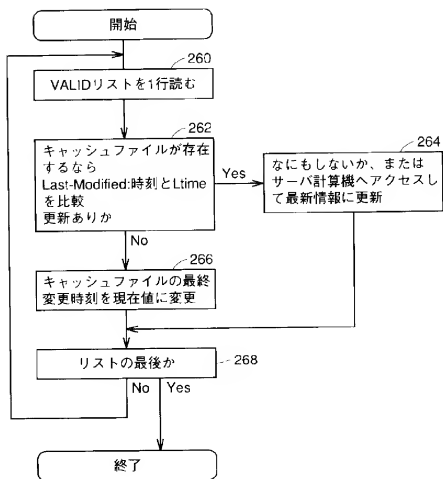 開始
260
VALIDリストを1行読む
262
キャッシュファイルが存在
するなら
Last-Modified:時刻とLtime
を比較
更新ありか
Yes
264
なにもしないか、または
サーバ計算機へアクセスし
て最新情報に更新
No
266
キャッシュファイルの最終
変更時刻を現在値に変更
リストの最後か
268
No
Yes
終了